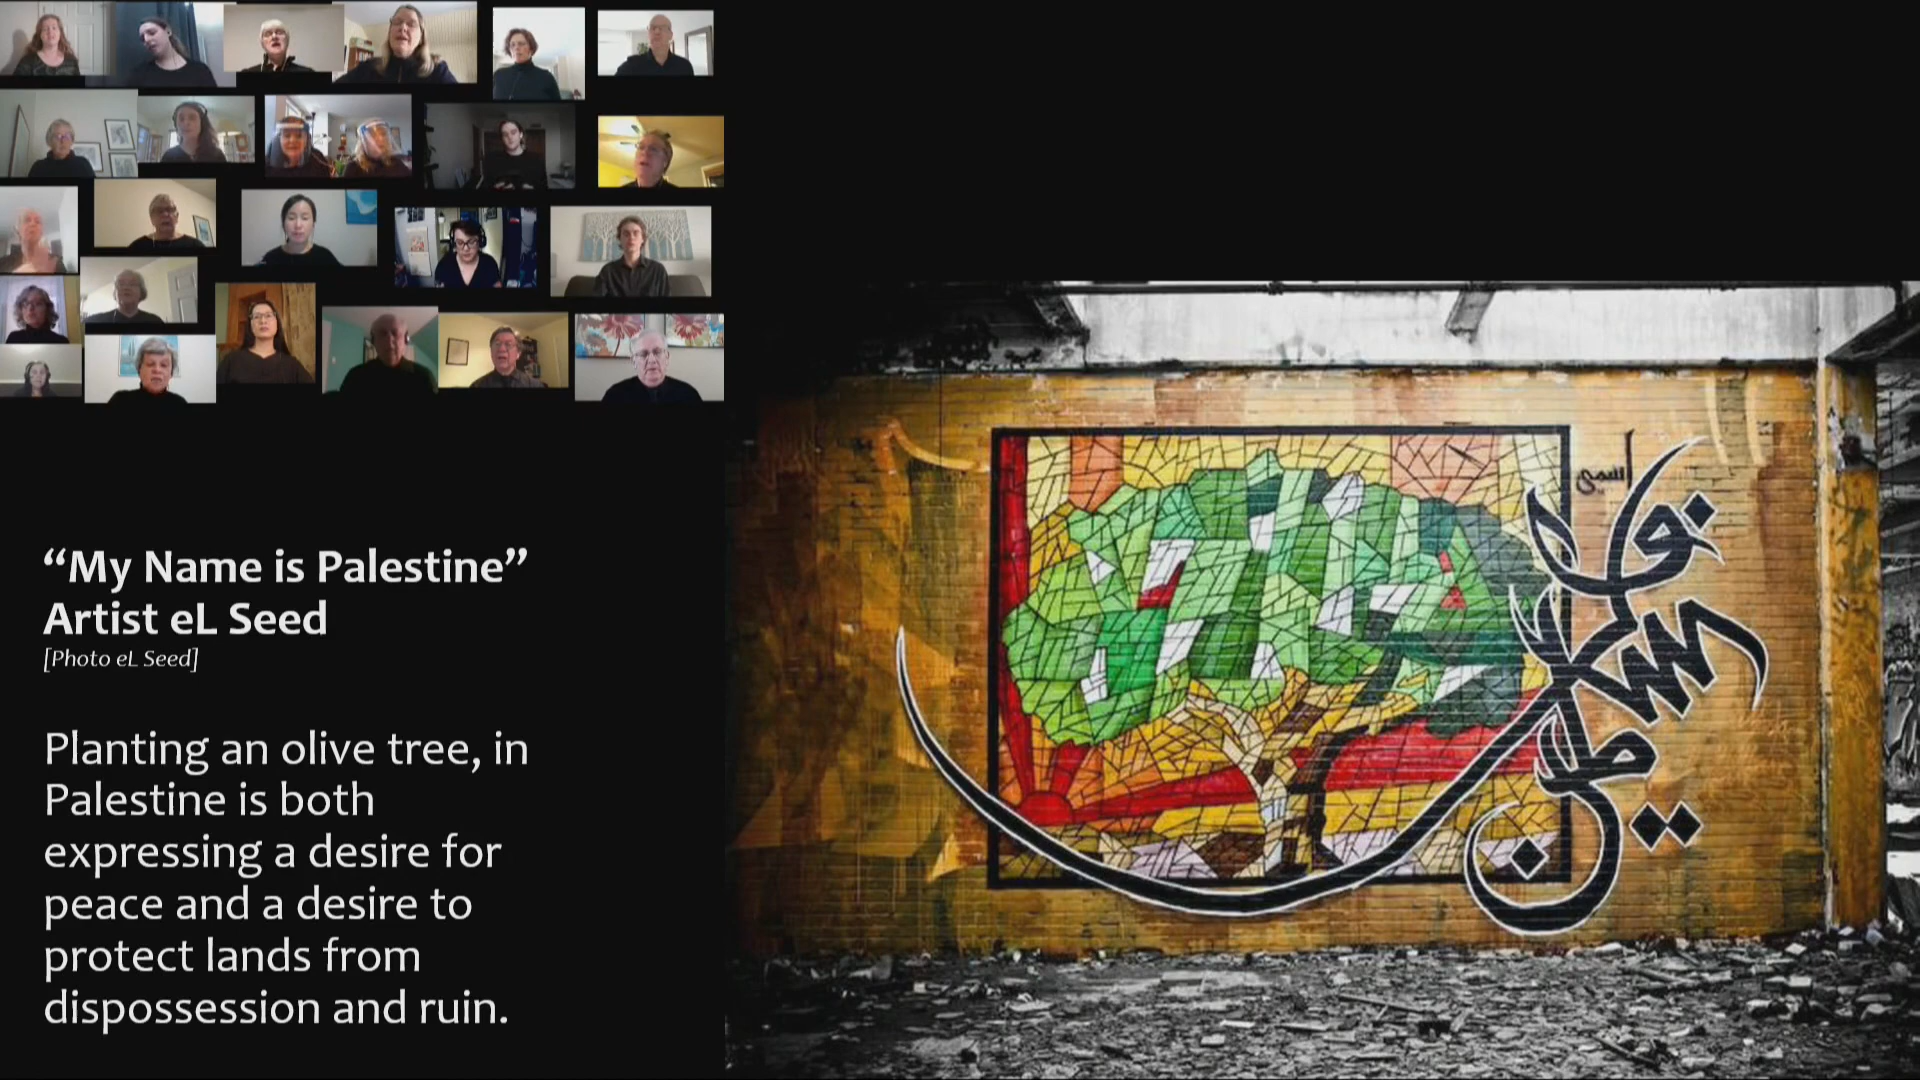 “My Name is Palestine”
Artist eL Seed
[Photo eL Seed]
Planting an olive tree, in
Palestine is both
expressing a desire for
peace and a desire to
protect lands from
dispossession and ruin.
اسمي
فلسطين